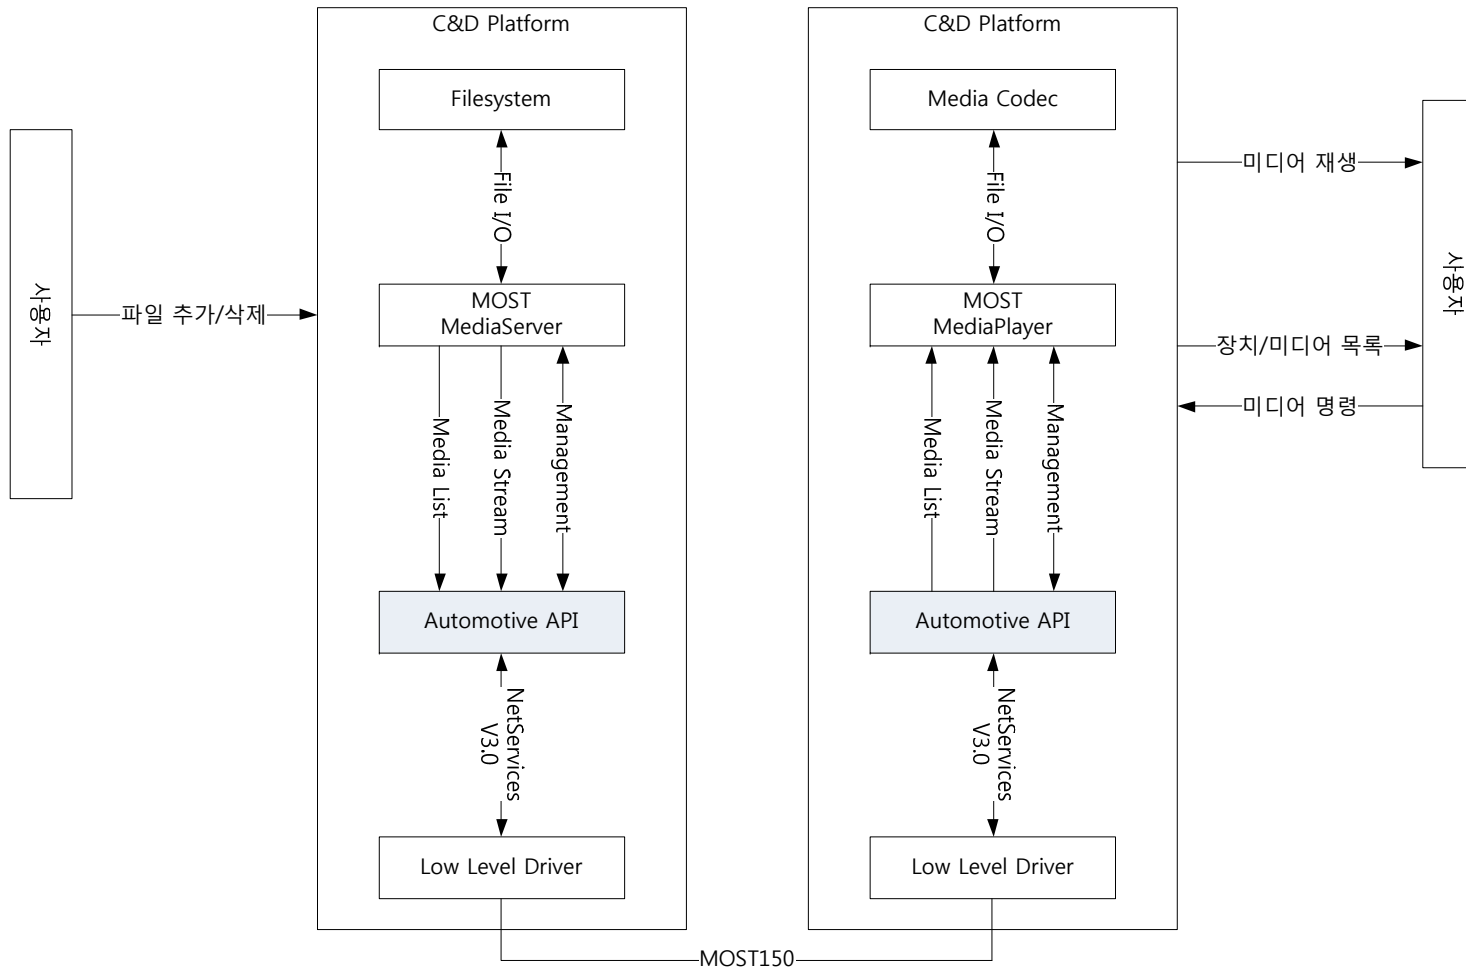 C&D Platform
Filesystem
File I/O
MOST
MediaServer
Media List
Media Stream
Management
Automotive API
NetServices
V3.0
Low Level Driver
사용자
파일 추가/삭제
C&D Platform
Media Codec
File I/O
MOST
MediaPlayer
Media List
Media Stream
Management
Automotive API
NetServices
V3.0
Low Level Driver
미디어 재생
장치/미디어 목록
미디어 명령
사용자
MOST150